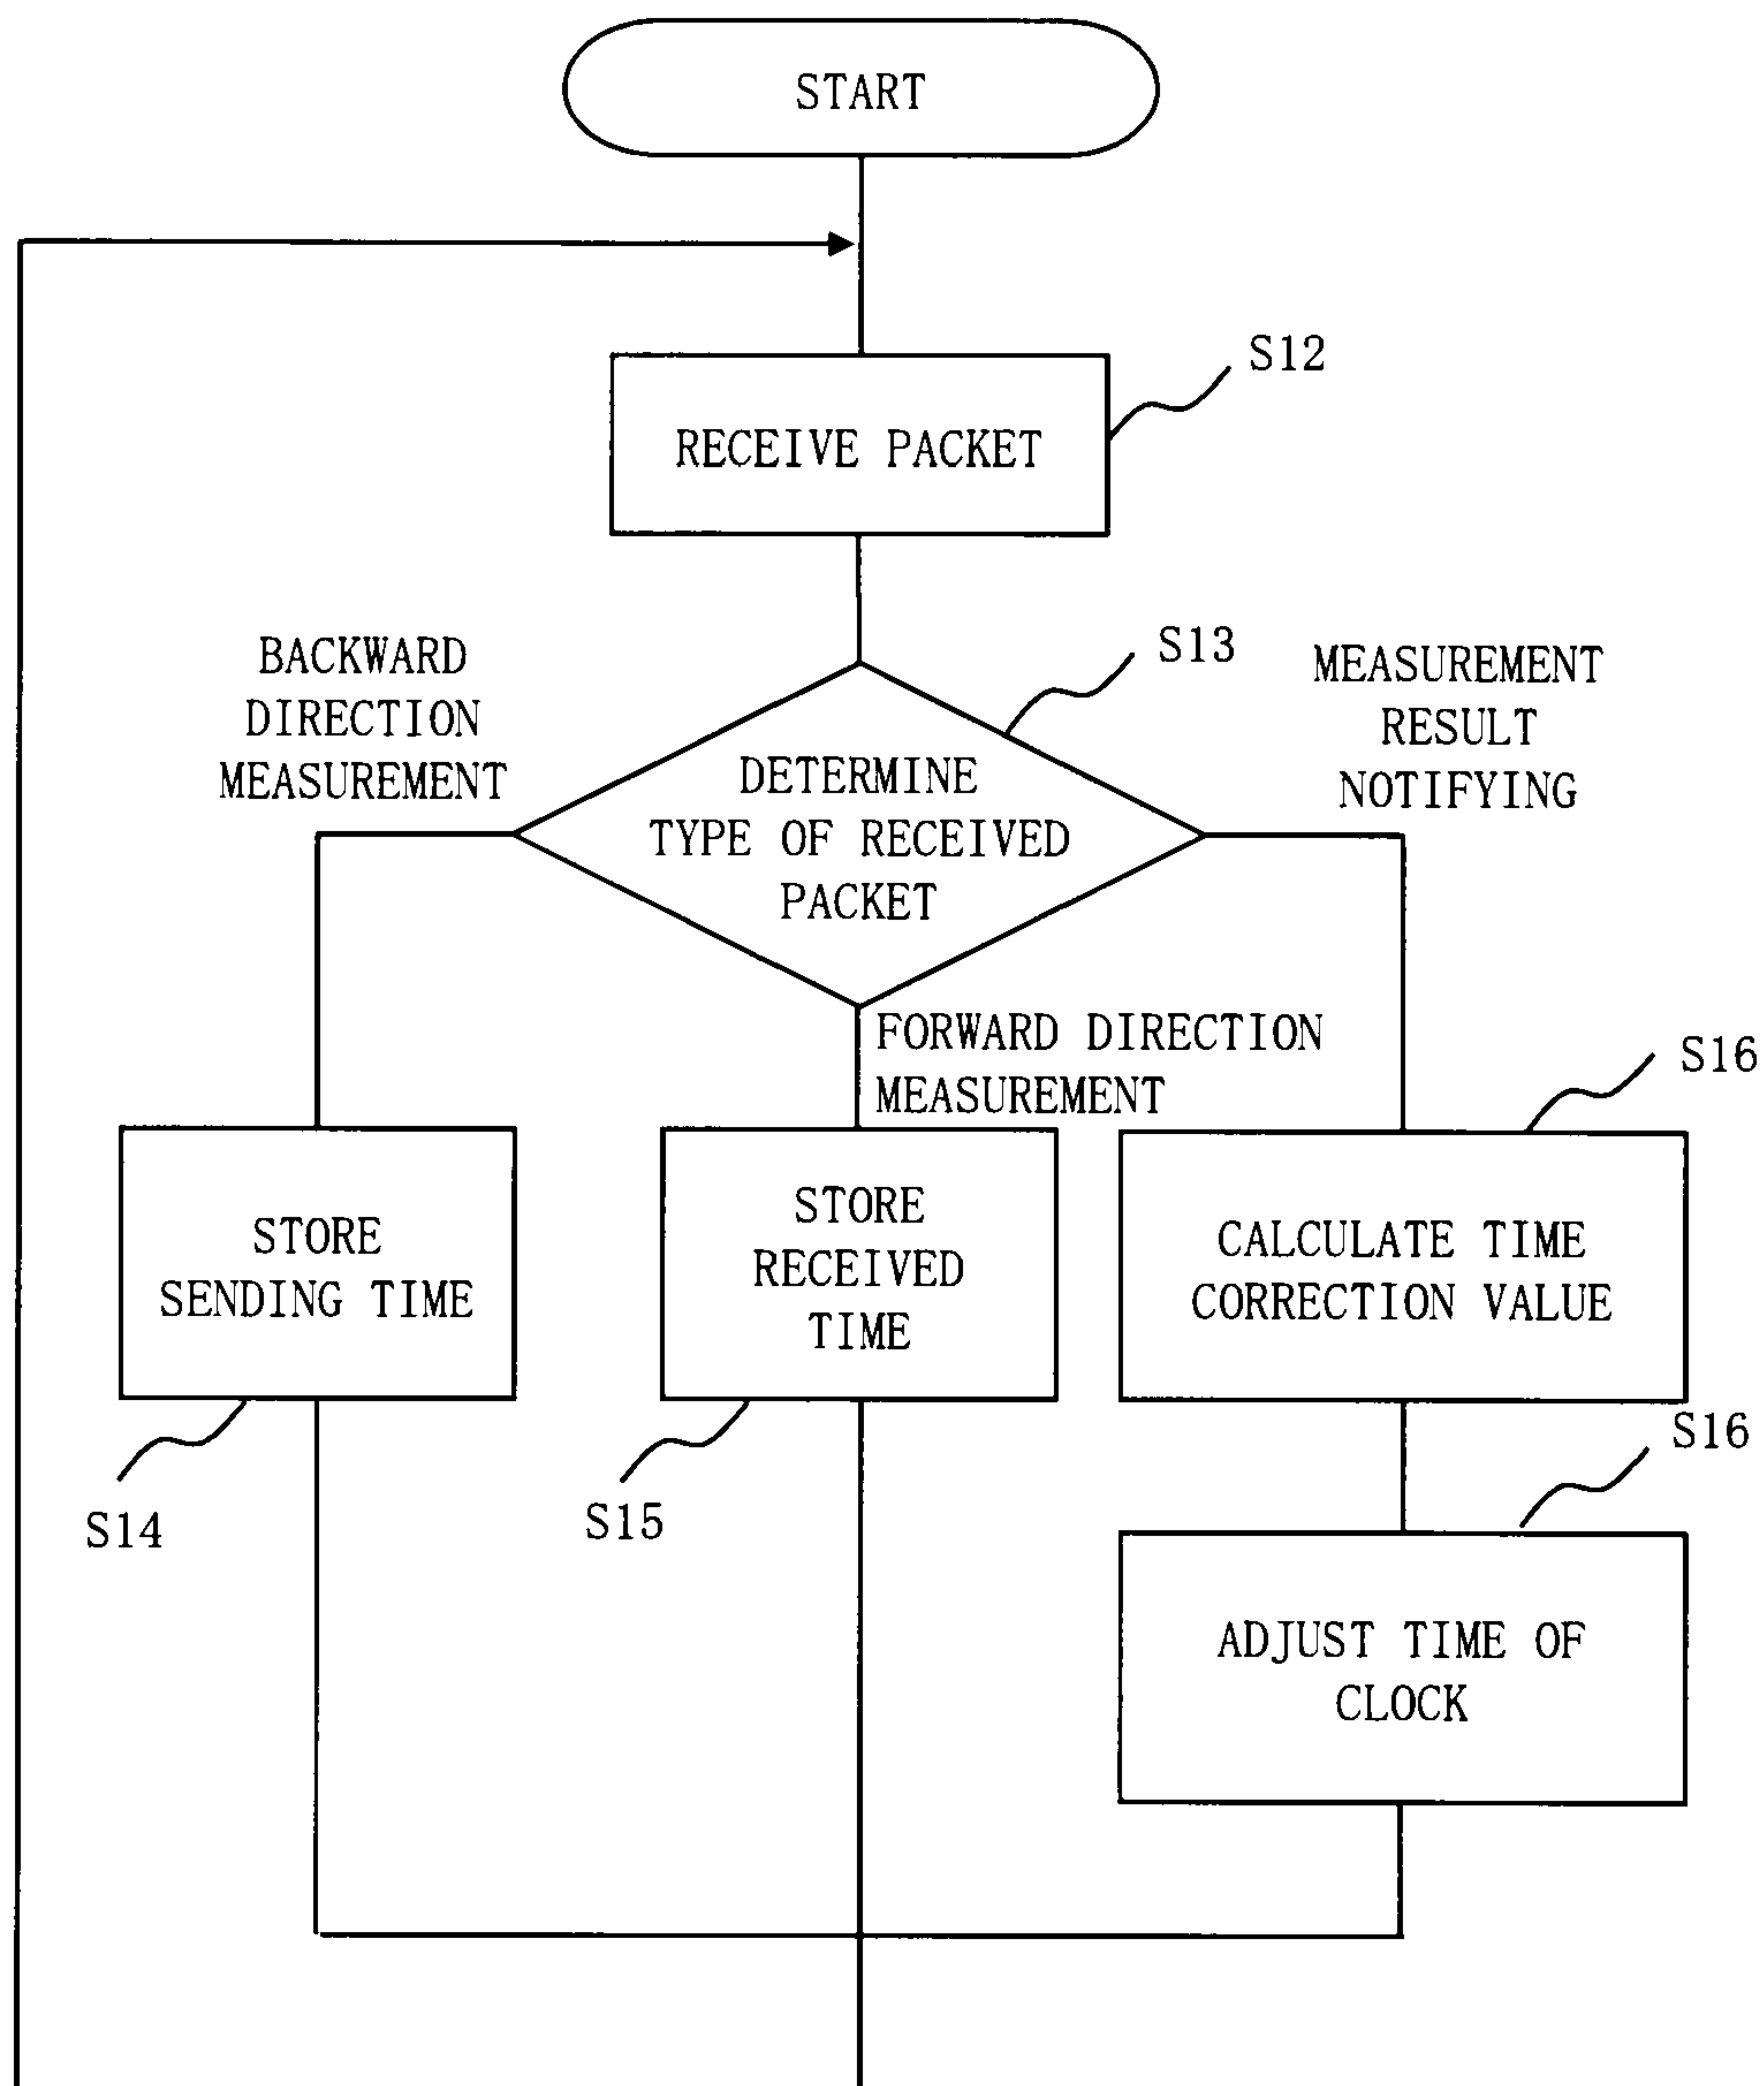 START
S12
RECEIVE PACKET
BACKWARD
DIRECTION
MEASUREMENT
S13
MEASUREMENT
RESULT
NOTIFYING
DETERMINE
TYPE OF RECEIVED
PACKET
FORWARD DIRECTION
MEASUREMENT
S16
STORE
SENDING TIME
STORE
RECEIVED
TIME
CALCULATE TIME
CORRECTION VALUE
S14
S15
S16
ADJUST TIME OF
CLOCK